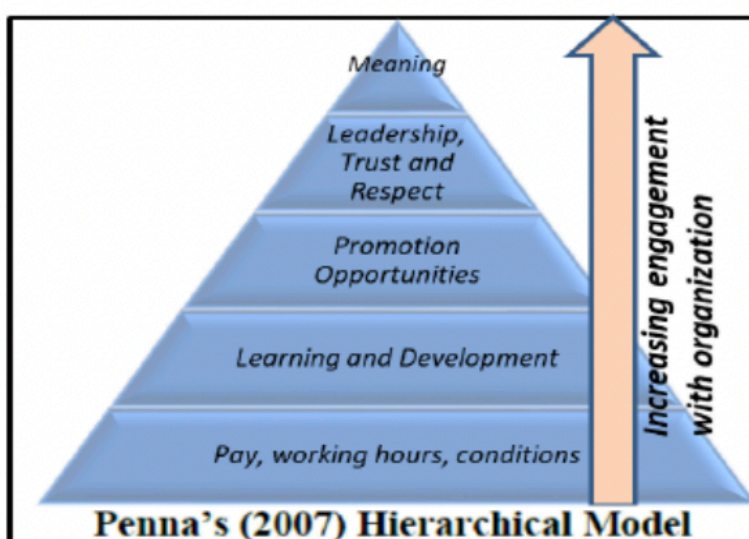 Meaning
Leadership,
Trust and
Respect
Promotion
Opportunities
Learning and Development
Pay, working hours, conditions
Increasing engagement
with organization
Penna's (2007) Hierarchical Model